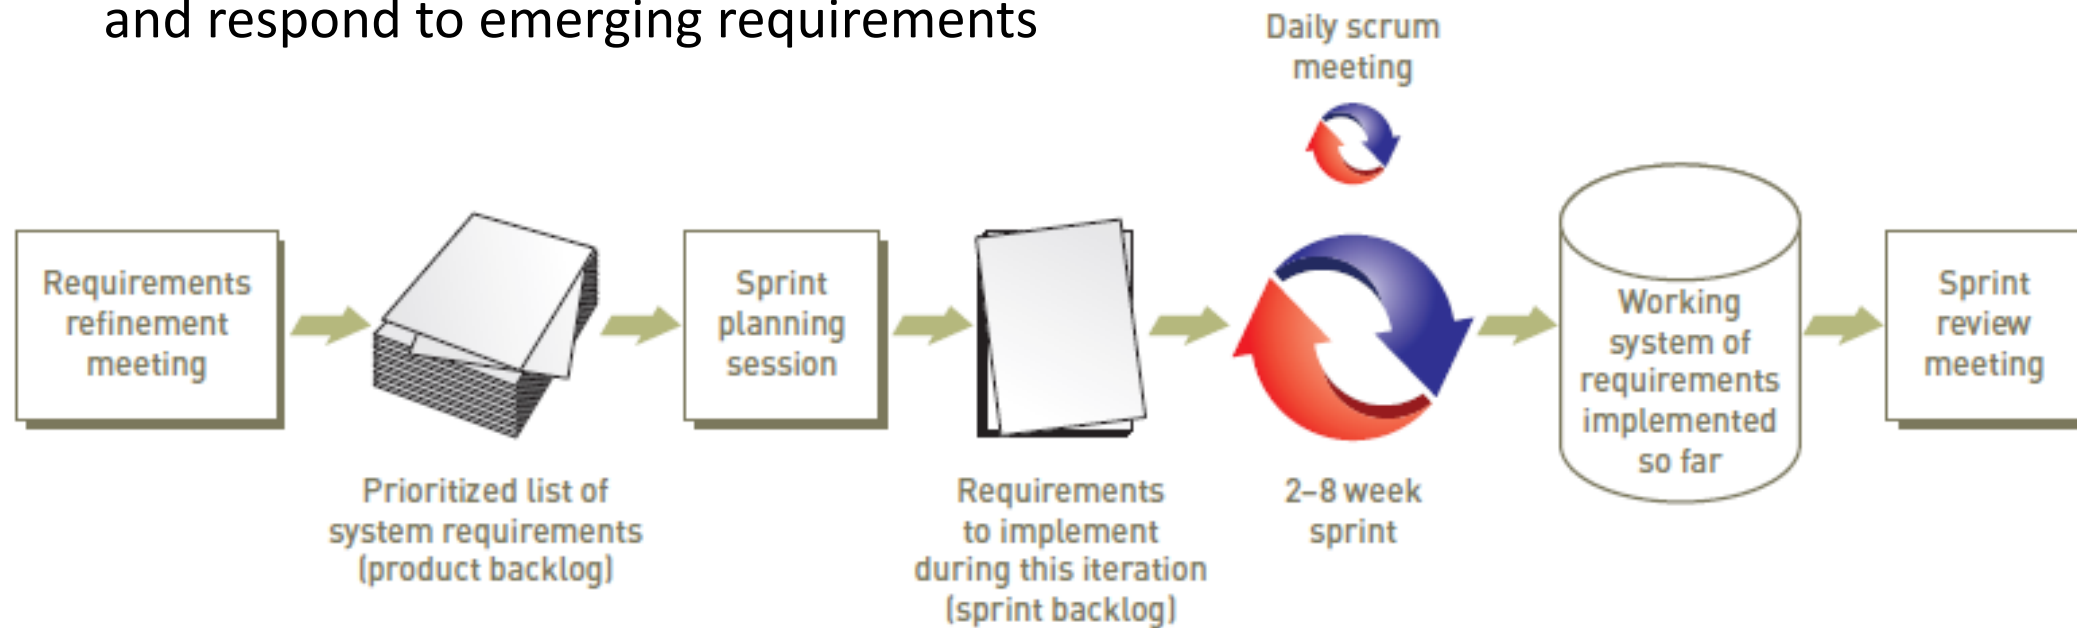 and respond to emerging requirements
Daily scrum
meeting
Requirements
refinement
meeting
Prioritized list of
system requirements
(product backlog)
Sprint
planning
session
Requirements
to implement
during this iteration
(sprint backlog)
2–8 week
sprint
Working
system of
requirements
implemented
so far
Sprint
review
meeting